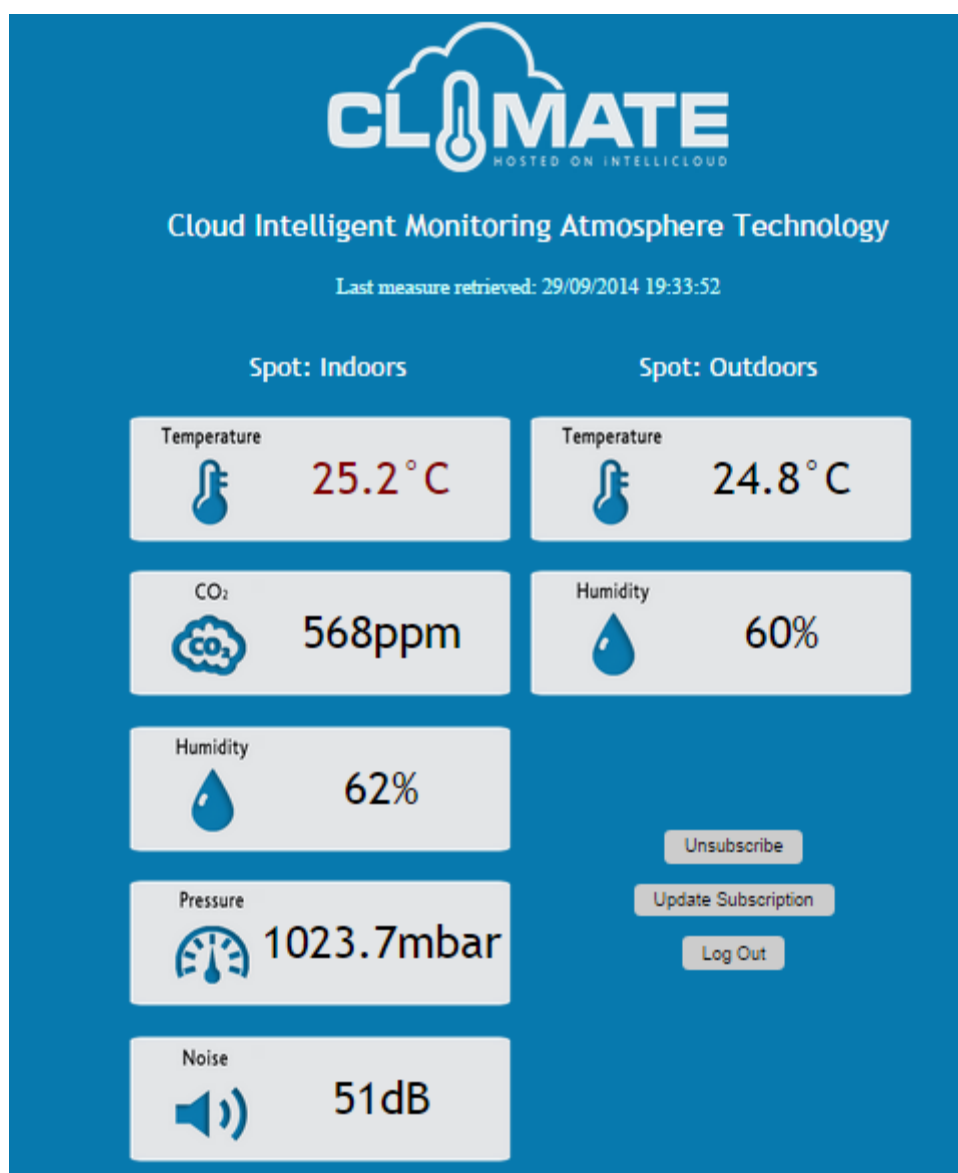 CLIMATE
HOSTED ON INTELLICLOUD
Cloud Intelligent Monitoring Atmosphere Technology
Last measure retrieved: 29/09/2014 19:33:52
Spot: Indoors
Temperature
25.2°C
CO₂
CO₂
568ppm
Humidity
62%
Pressure
1023.7mbar
Noise
51dB
Spot: Outdoors
Temperature
24.8°C
Humidity
60%
Unsubscribe
Update Subscription
Log Out